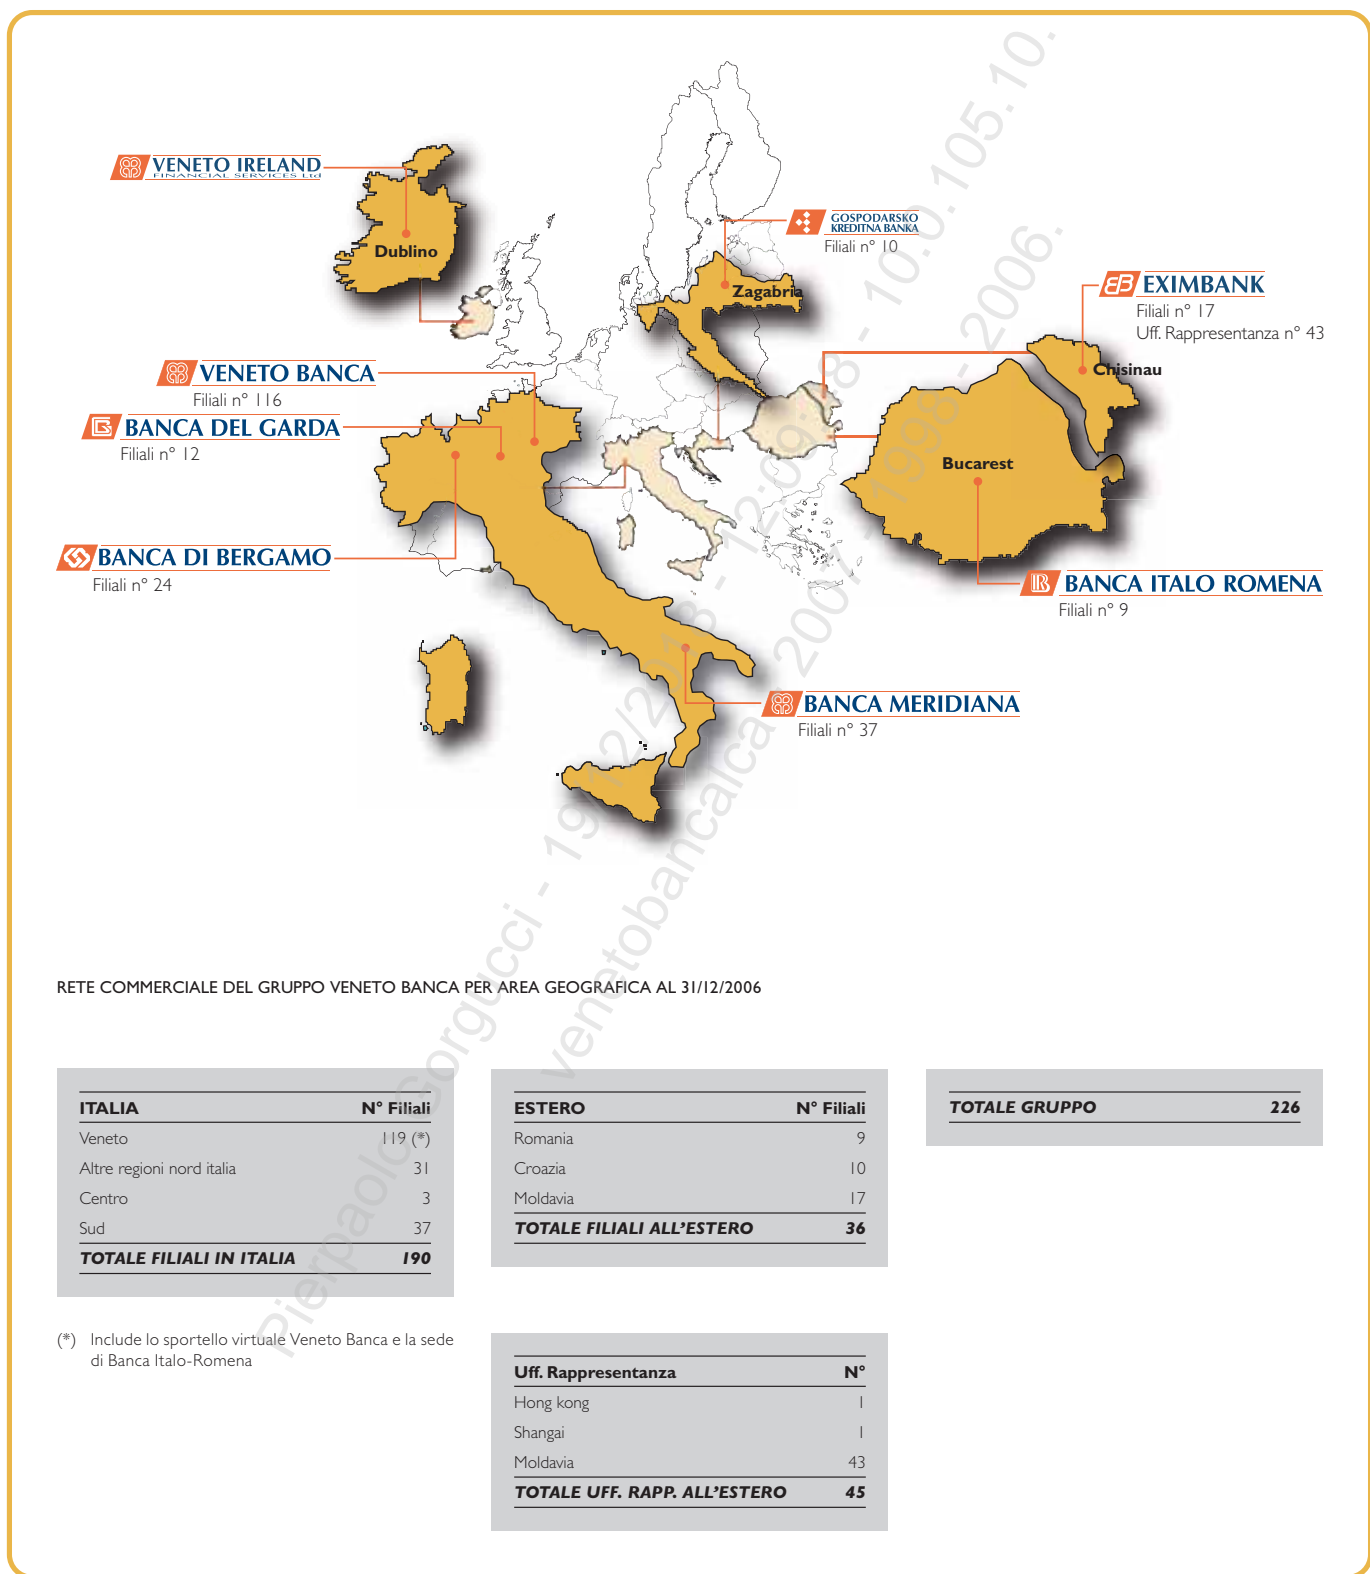 VENETO IRELAND
FINANCIAL SERVICES Ltd
Dublino
GOSPODARSKO
KREDITNA BANKA
Filiali n° 10
Zagabria
EXIMBANK
Filiali n° 17
Uff. Rappresentanza n° 43
Chisinau
VENETO BANCA
Filiali n° 116
BANCA DEL GARDA
Filiali n° 12
Bucarest
BANCA DI BERGAMO
Filiali n° 24
BANCA ITALO ROMENA
Filiali n° 9
BANCA MERIDIANA
Filiali n° 37
RETE COMMERCIALE DEL GRUPPO VENETO BANCA PER AREA GEOGRAFICA AL 31/12/2006
ITALIA N° Filiali
Veneto 119 (*)
Altre regioni nord italia 31
Centro 3
Sud 37
TOTALE FILIALI IN ITALIA 190
(*) Include lo sportello virtuale Veneto Banca e la sede
di Banca Italo-Romena
ESTERO N° Filiali
Romania 9
Croazia 10
Moldavia 17
TOTALE FILIALI ALL'ESTERO 36
Uff. Rappresentanza N°
Hong kong 1
Shangai 1
Moldavia 43
TOTALE UFF. RAPP. ALL'ESTERO 45
TOTALE GRUPPO 226